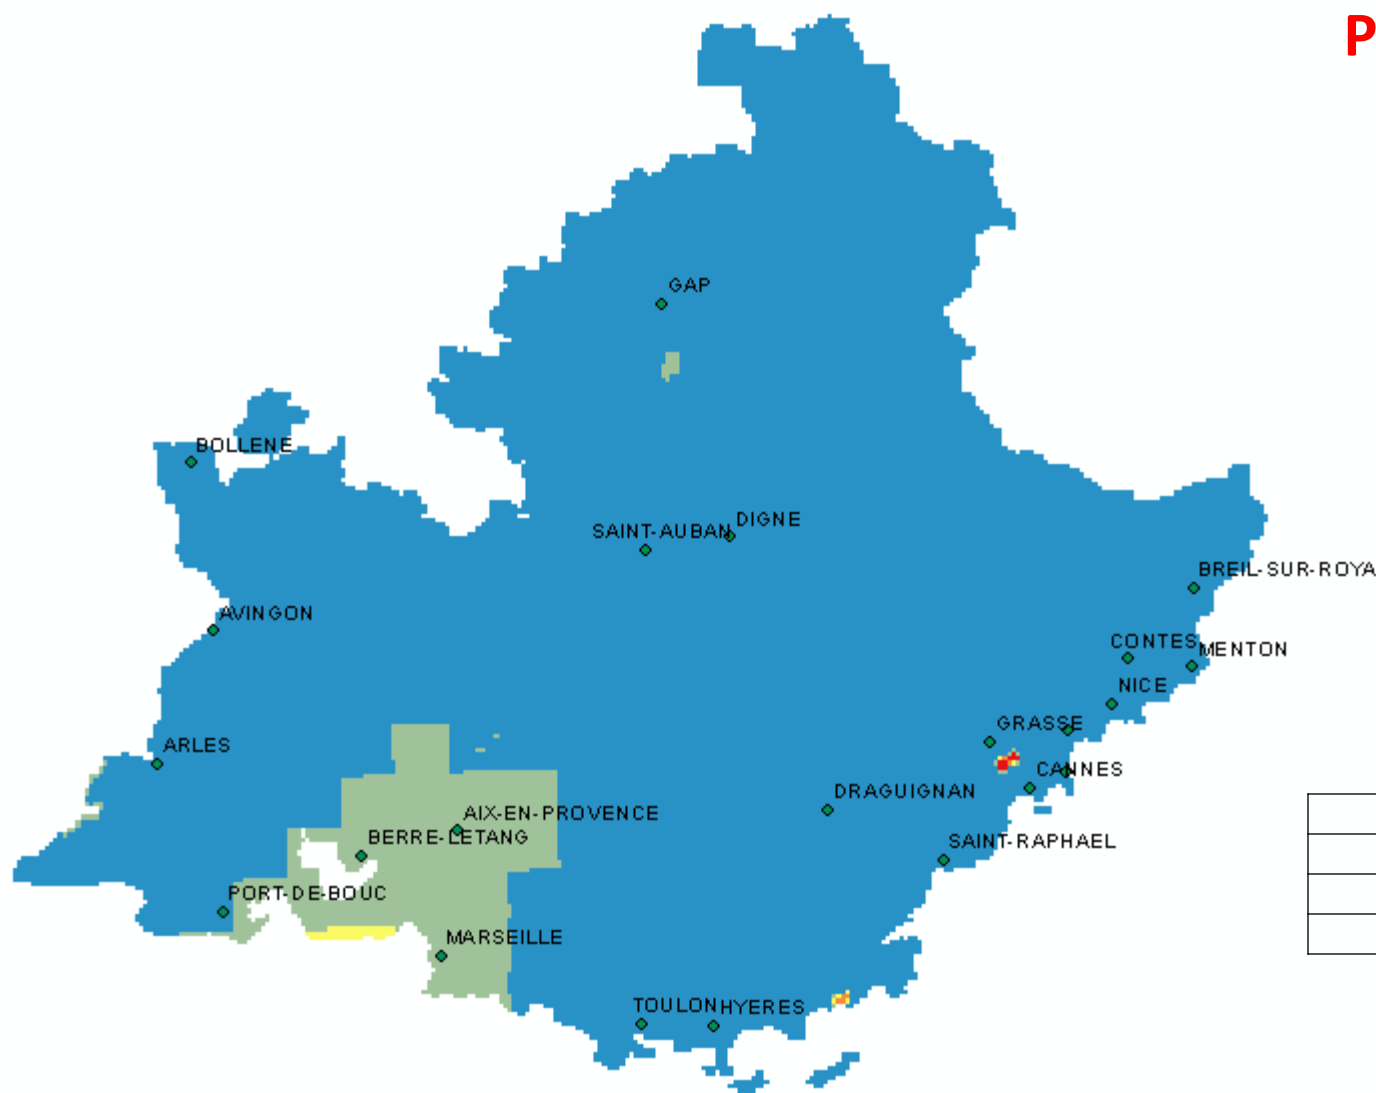 P
GAP
BOLLENE
DIGNE
SAINT-AUBAN
BREIL-SUR-ROYA
AVINGON
CONTES
MENTON
NICE
GRASSE
ARLES
CANNES
DRAGUIGNAN
AIX-EN-PROVENCE
BERRE-LETANG
SAINT-RAPHAEL
PORT-DE-BOUC
MARSEILLE
TOULON HYERES